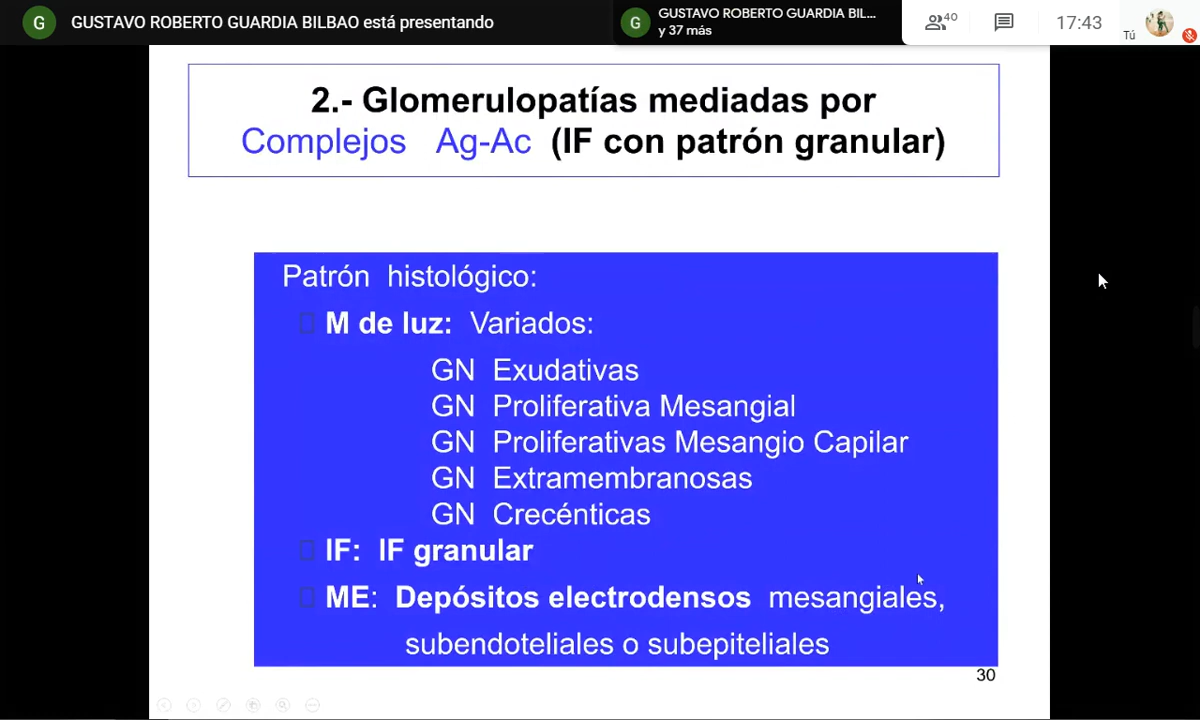 G GUSTAVO ROBERTO GUARDIA BILBAO está presentando
G GUSTAVO ROBERTO GUARDIA BIL...
y 37 más
40
17:43
Tú
2.- Glomerulopatías mediadas por
Complejos Ag-Ac (IF con patrón granular)
Patrón histológico:
M de luz: Variados:
GN Exudativas
GN Proliferativa Mesangial
GN Proliferativas Mesangio Capilar
GN Extramembranosas
GN Crecénticas
IF: IF granular
ME: Depósitos electrodensos mesangiales,
subendoteliales o subepiteliales
30